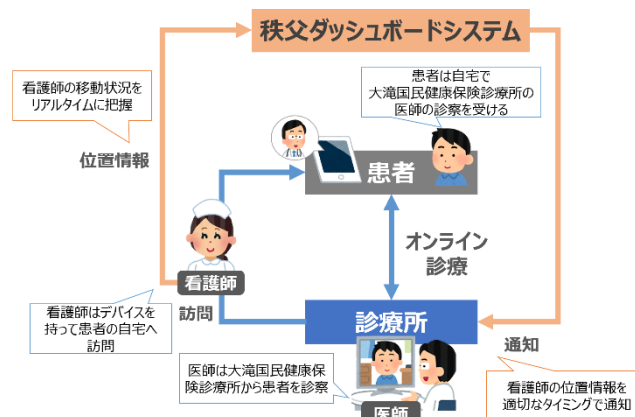 秩父ダッシュボードシステム
看護師の移動状況を
リアルタイムに把握
患者は自宅で
大滝国民健康保険診療所の
医師の診察を受ける
位置情報
患者
オンライン
診療
看護師
訪問
看護師はデバイスを
持って患者の自宅へ
訪問
診療所
通知
医師は大滝国民健康保
険診療所から患者を診察
医師
看護師の位置情報を
適切なタイミングで通知